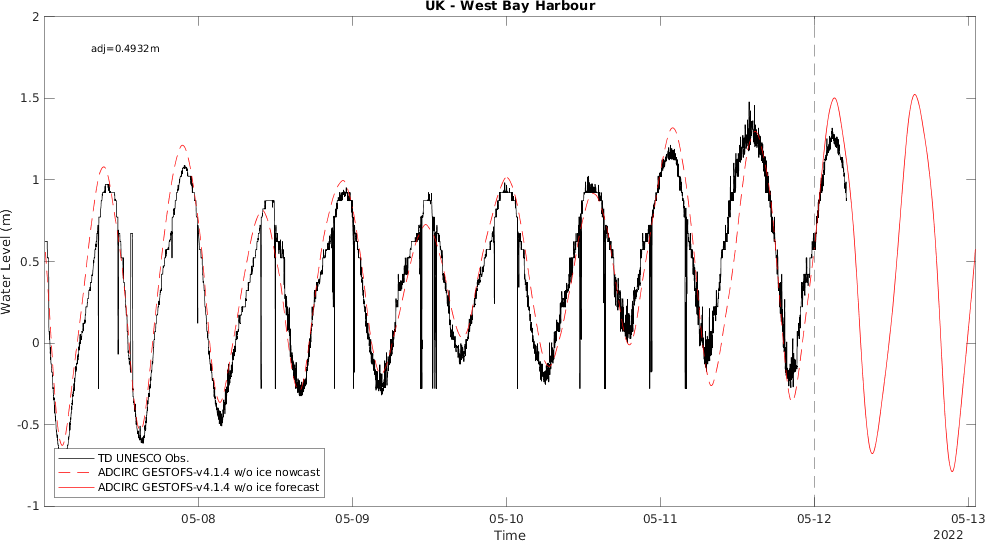 UK - West Bay Harbour
adj=0.4932m
2
1.5
1
0.5
0
-0.5
-1
Water Level (m)
TD UNESCO Obs.
ADCIRC GESTOFS-v4.1.4 w/o ice nowcast
ADCIRC GESTOFS-v4.1.4 w/o ice forecast
05-08 05-09 05-10 05-11 05-12 05-13
Time
2022